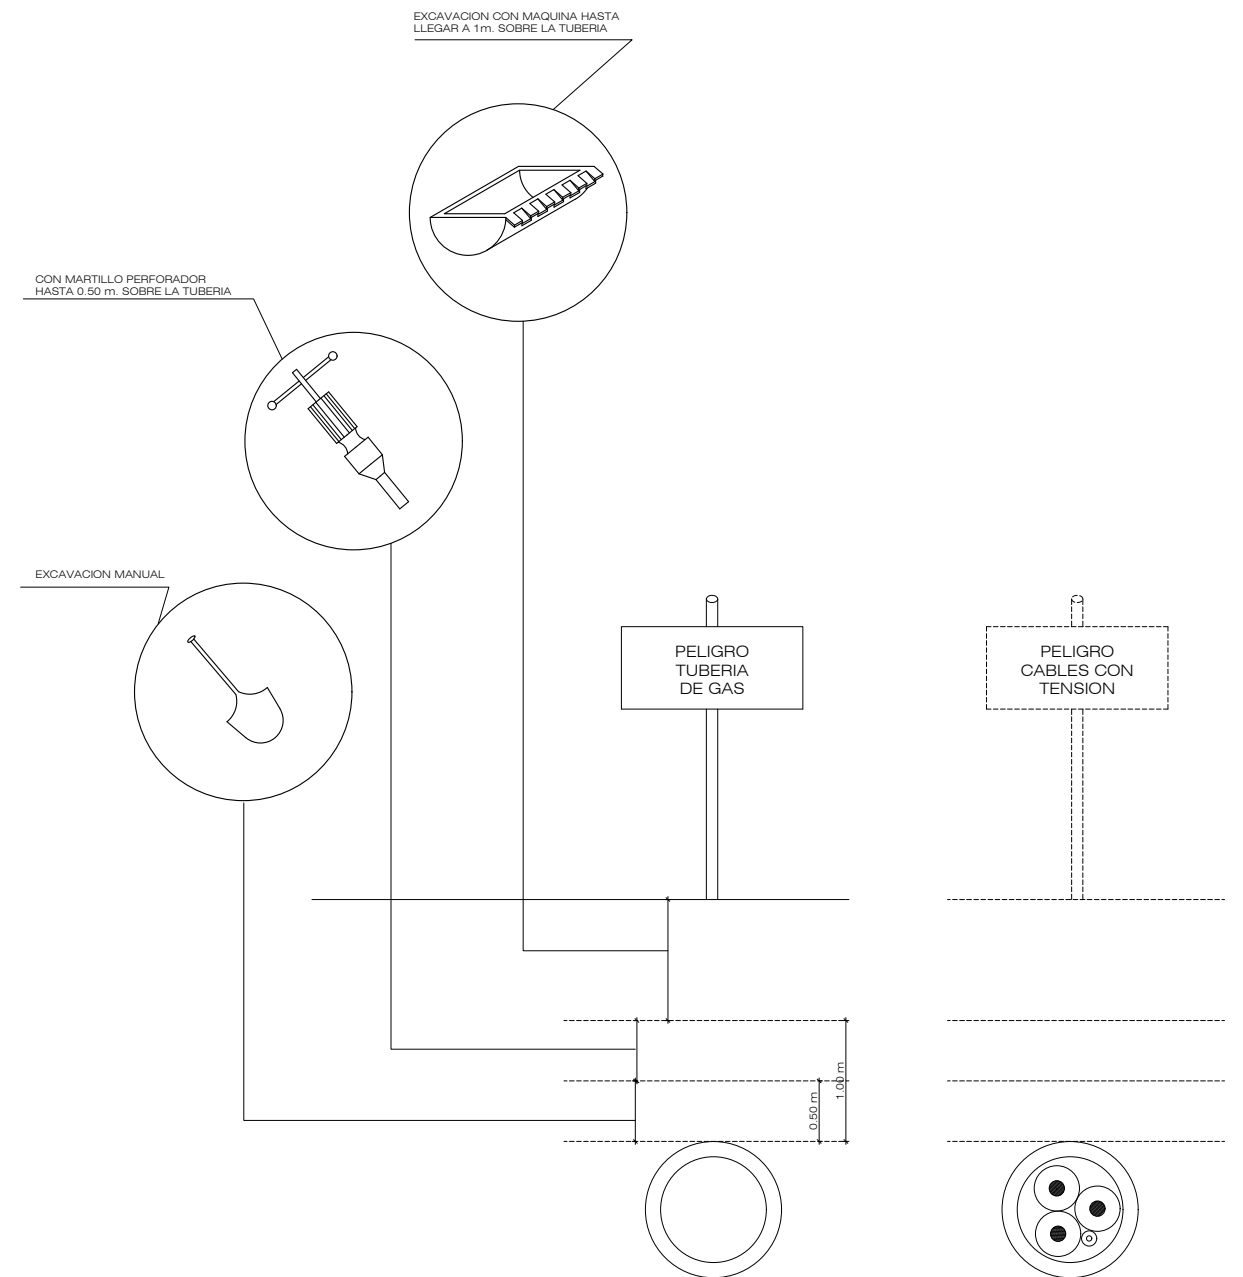 EXCAVACION CON MAQUINA HASTA
LLEGAR A 1m. SOBRE LA TUBERIA
CON MARTILLO PERFORADOR
HASTA 0.50 m. SOBRE LA TUBERIA
EXCAVACION MANUAL
PELIGRO
TUBERIA
DE GAS
PELIGRO
CABLES CON
TENSION
0.50 m
1.00 m